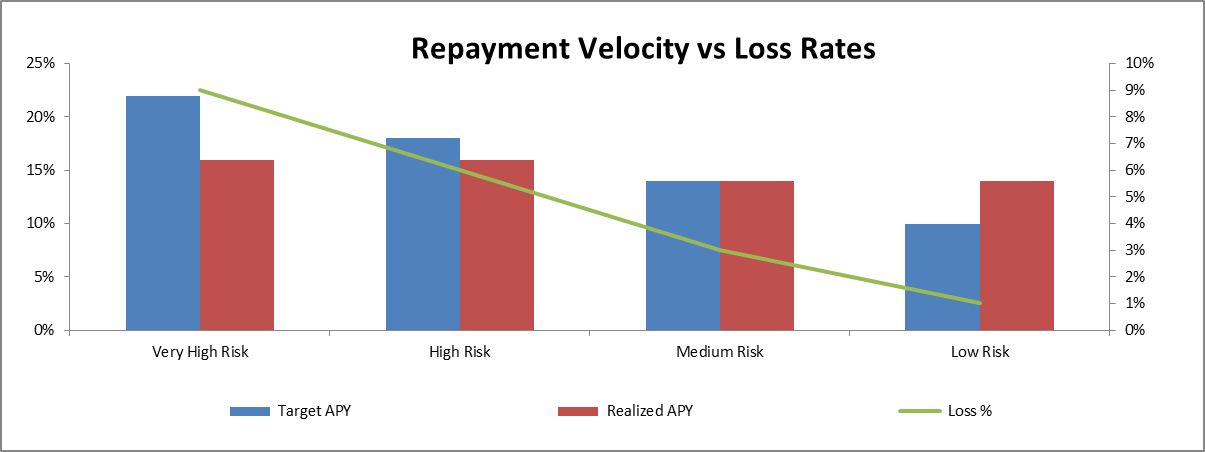 Repayment Velocity vs Loss Rates
25%
20%
15%
10%
5%
0%
10%
9%
8%
7%
6%
5%
4%
3%
2%
1%
0%
Very High Risk
High Risk
Medium Risk
Low Risk
Target APY
Realized APY
Loss %